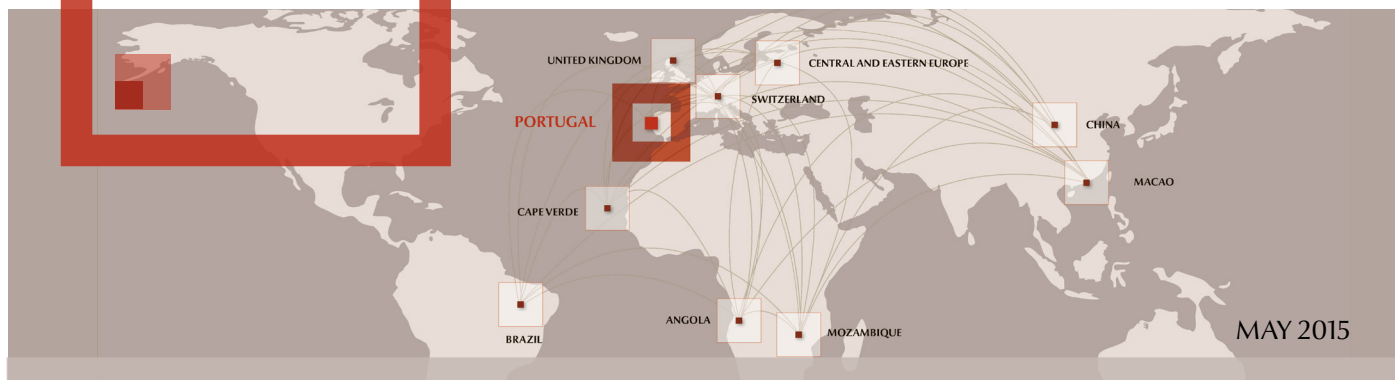 UNITED KINGDOM
CENTRAL AND EASTERN EUROPE
SWITZERLAND
PORTUGAL
CHINA
MACAO
CAPE VERDE
BRAZIL
ANGOLA
MOZAMBIQUE
MAY 2015